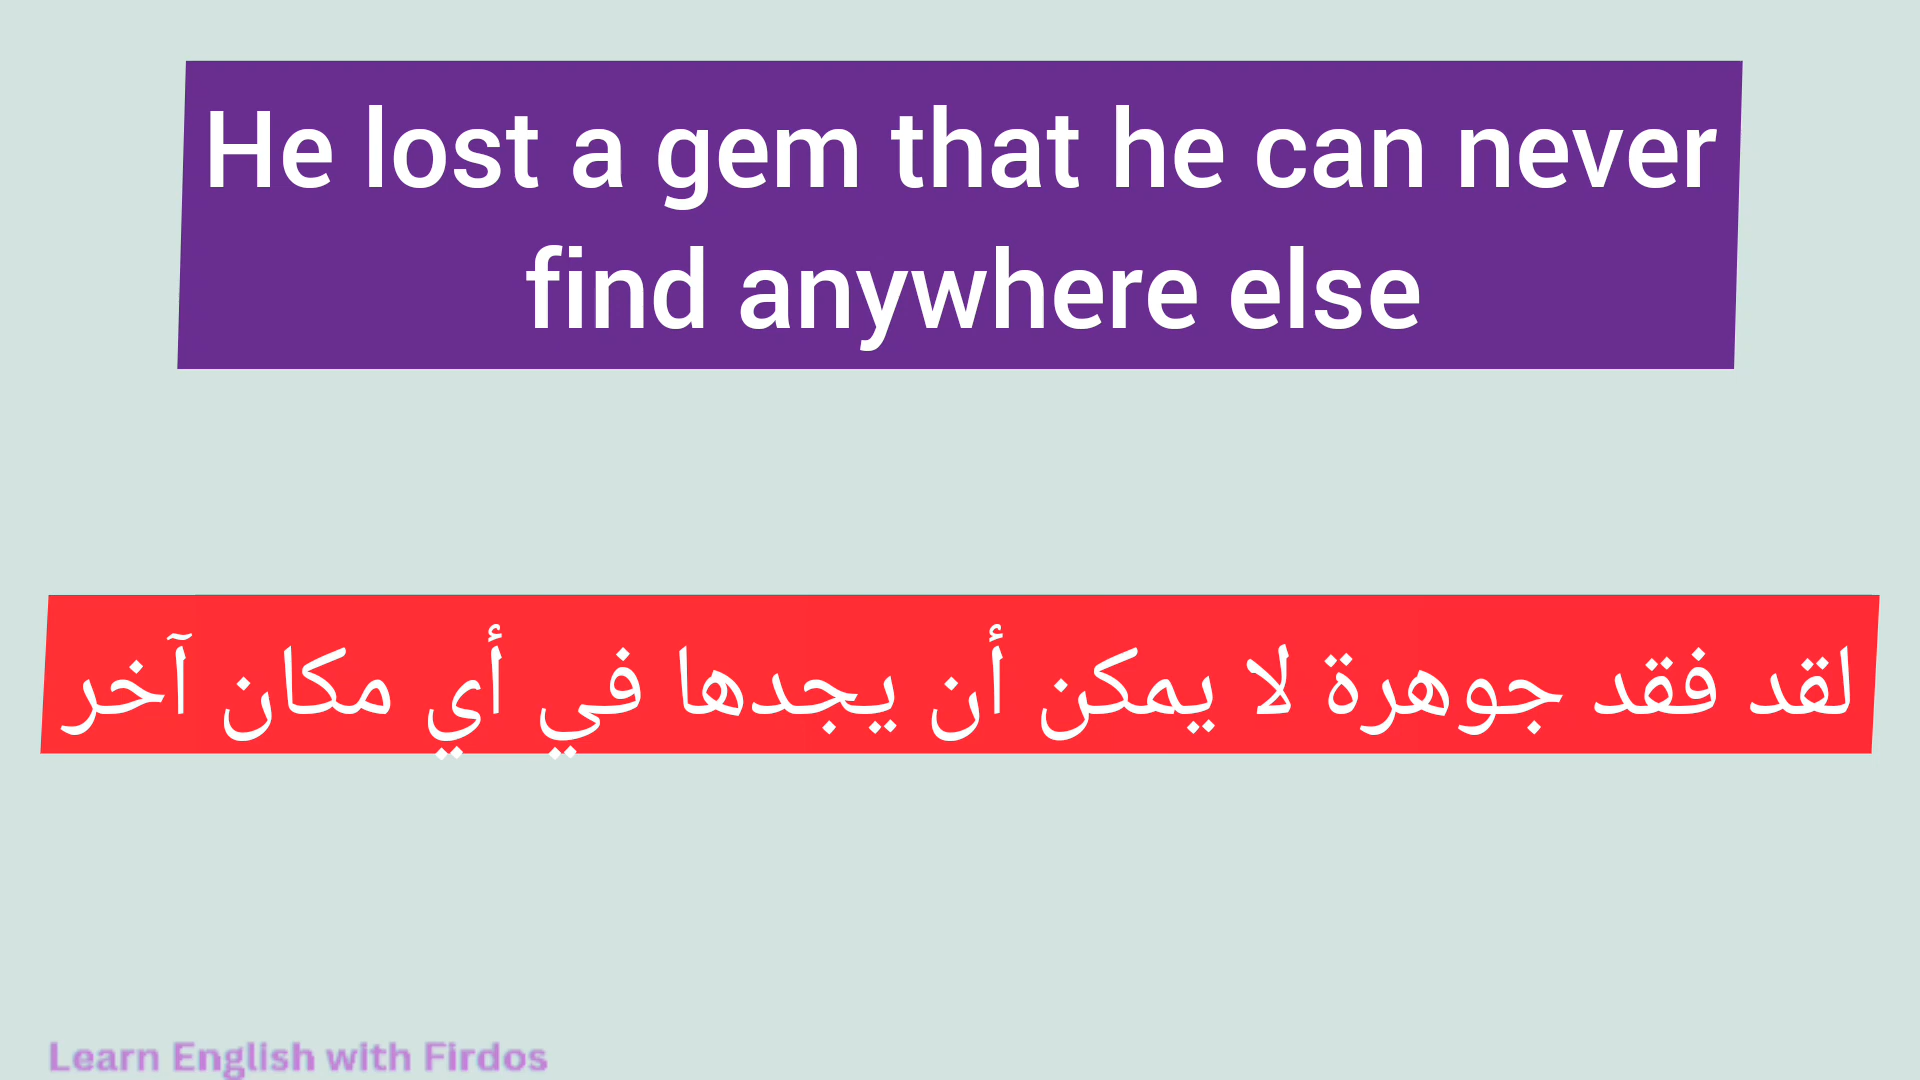 He lost a gem that he can never
find anywhere else
لقد فقد جوهرة لا يمكن أن يجدها في أي مكان آخر
Learn English with Firdos